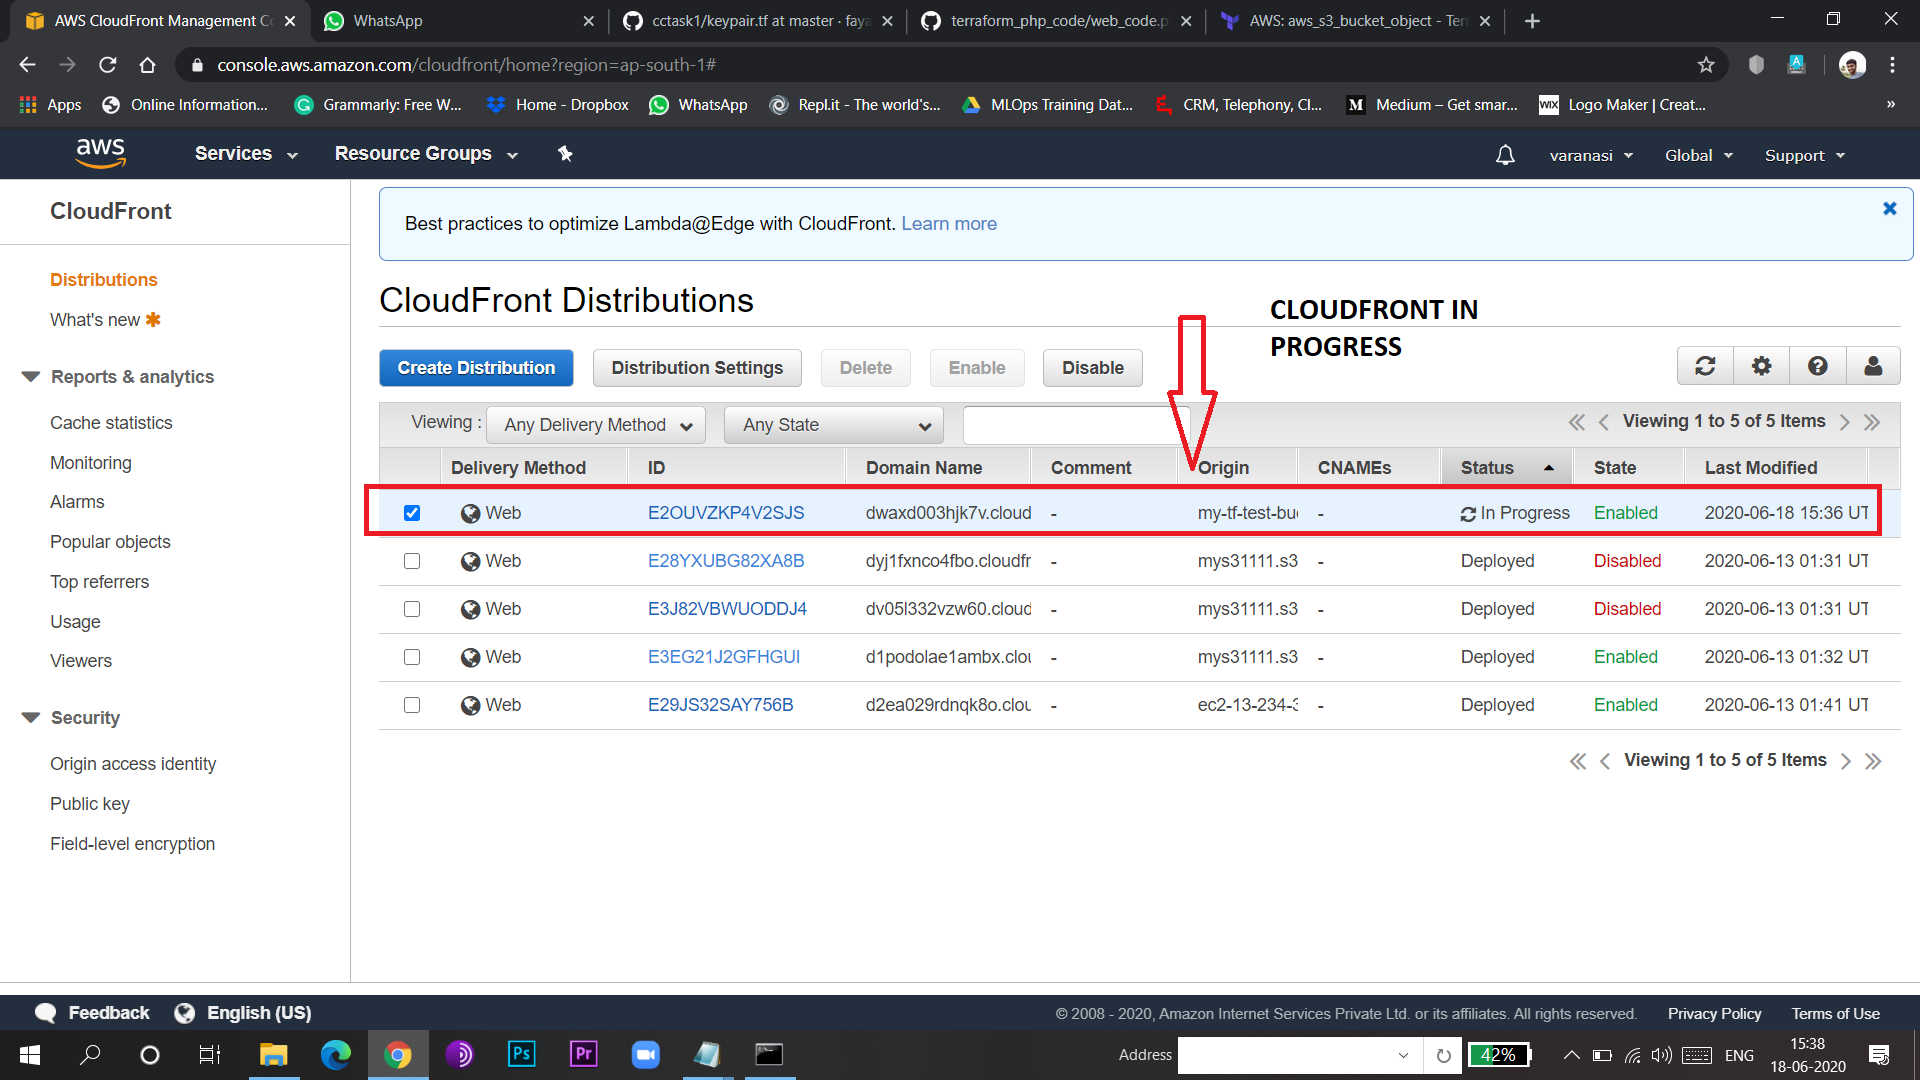 AWS CloudFront Management Co
WhatsApp
cctask1/keypair.tf at master · faya
terraform_php_code/web_code.p
AWS: aws_s3_bucket_object - Terr
console.aws.amazon.com/cloudfront/home?region=ap-south-1#
Apps
Online Information...
Grammarly: Free W...
Home - Dropbox
WhatsApp
Repl.it - The world's...
MLOps Training Dat...
CRM, Telephony, Cl...
M
Medium – Get smar...
WIX
Logo Maker | Creat...
»
aws
Services
Resource Groups
varanasi
Global
Support
CloudFront
Distributions
What's new
Reports & analytics
Cache statistics
Monitoring
Alarms
Popular objects
Top referrers
Usage
Viewers
Security
Origin access identity
Public key
Field-level encryption
Best practices to optimize Lambda@Edge with CloudFront. Learn more
CloudFront Distributions
CLOUDFRONT IN
PROGRESS
Create Distribution
Distribution Settings
Delete
Enable
Disable
Viewing :
Any Delivery Method
Any State
Viewing 1 to 5 of 5 Items
Delivery Method ID Domain Name Comment Origin CNAMEs Status State Last Modified
Web E2OUVZKP4V2SJS dwaxd003hjk7v.cloud - my-tf-test-bu - In Progress Enabled 2020-06-18 15:36 UT
Web E28YXUBG82XA8B dyj1fxnco4fbo.cloudfr - mys31111.s3 - Deployed Disabled 2020-06-13 01:31 UT
Web E3J82VBWUODDJ4 dv05l332vzw60.cloud - mys31111.s3 - Deployed Disabled 2020-06-13 01:31 UT
Web E3EG21J2GFHGUI d1podolae1ambx.clou - mys31111.s3 - Deployed Enabled 2020-06-13 01:32 UT
Web E29JS32SAY756B d2ea029rdnqk8o.clou - ec2-13-234-3 - Deployed Enabled 2020-06-13 01:41 UT
Viewing 1 to 5 of 5 Items
Feedback
English (US)
© 2008 - 2020, Amazon Internet Services Private Ltd. or its affiliates. All rights reserved.
Privacy Policy
Terms of Use
Ps
Pr
Address
42%
ENG
15:38
18-06-2020